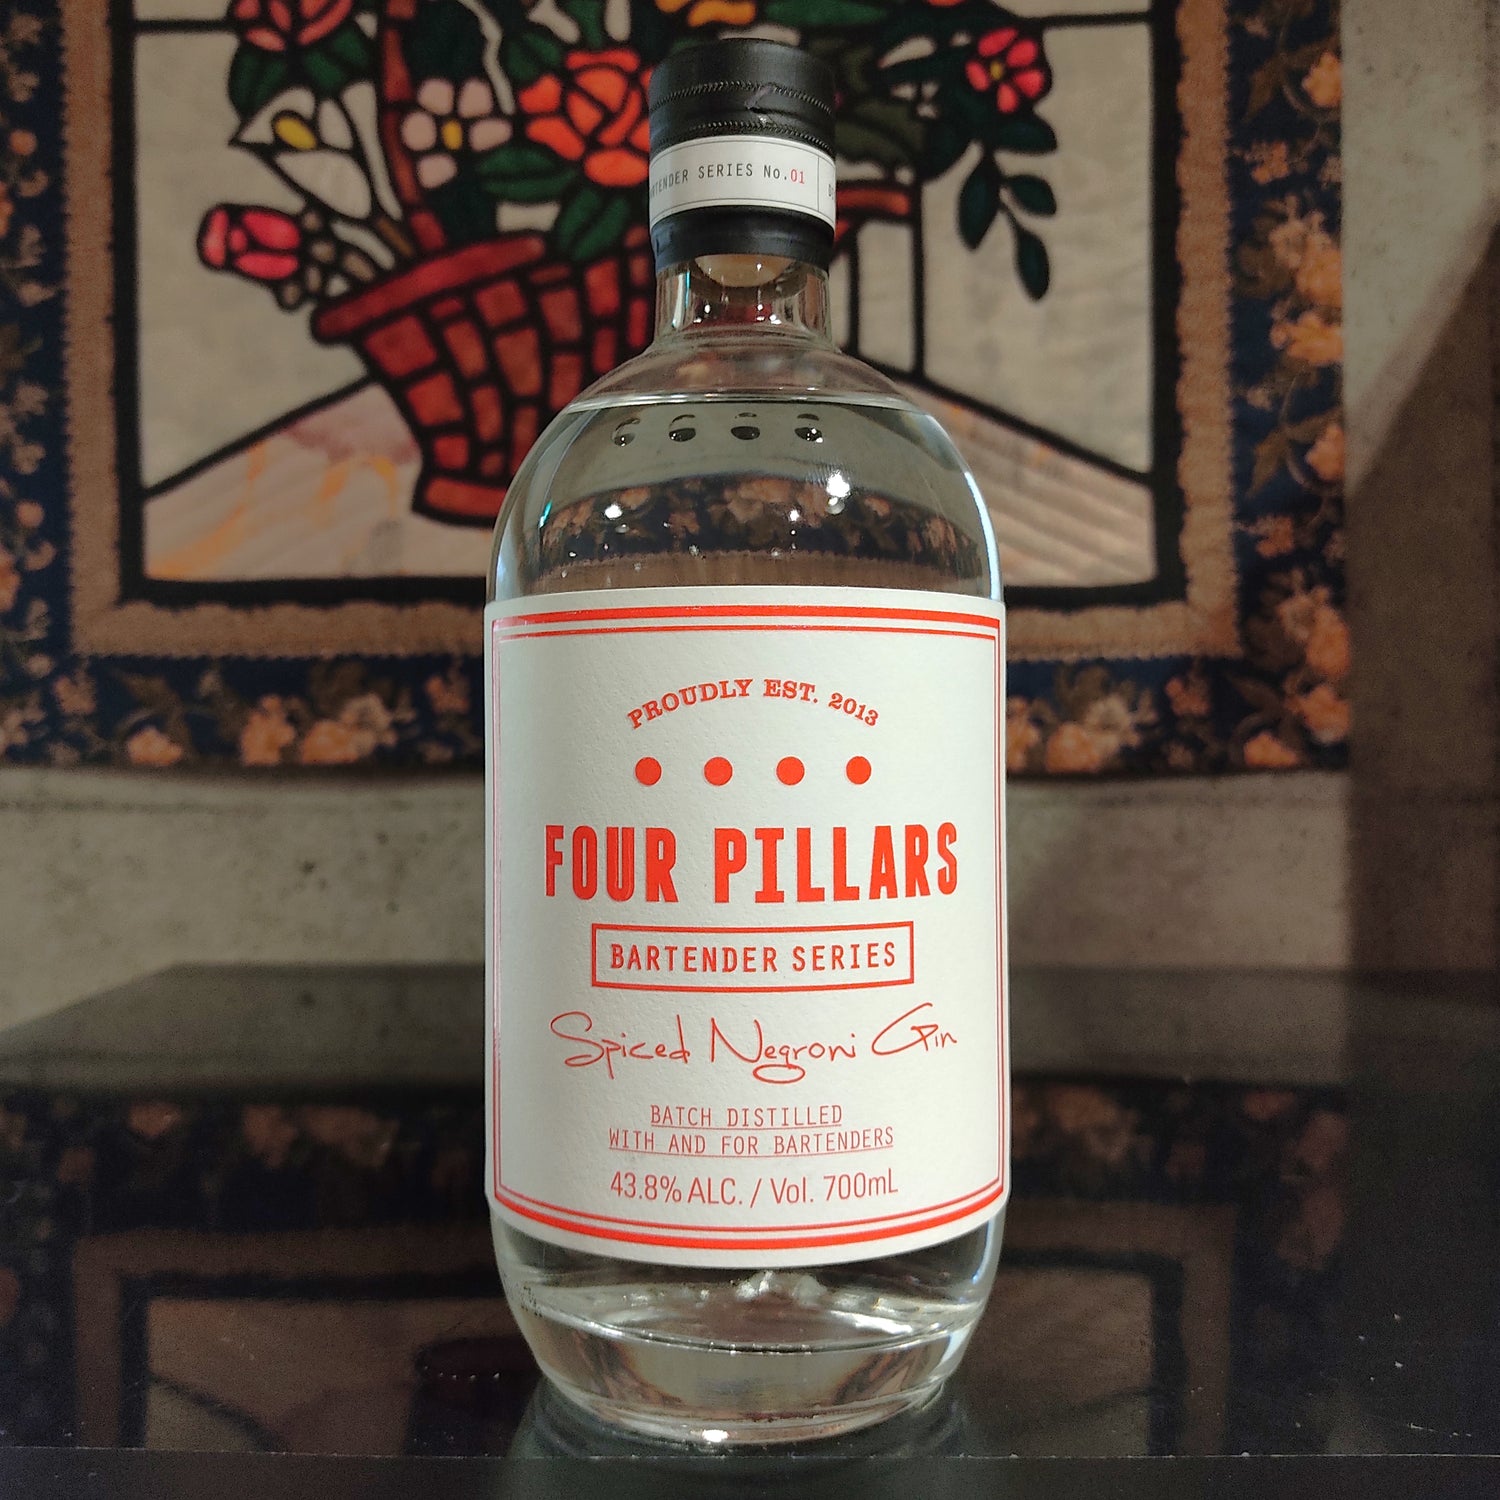 SERIES No.01
PROUDLY EST. 2013
FOUR PILLARS
BARTENDER SERIES
Spiced Negroni Gin
BATCH DISTILLED
WITH AND FOR BARTENDERS
43.8% ALC. / Vol. 700mL